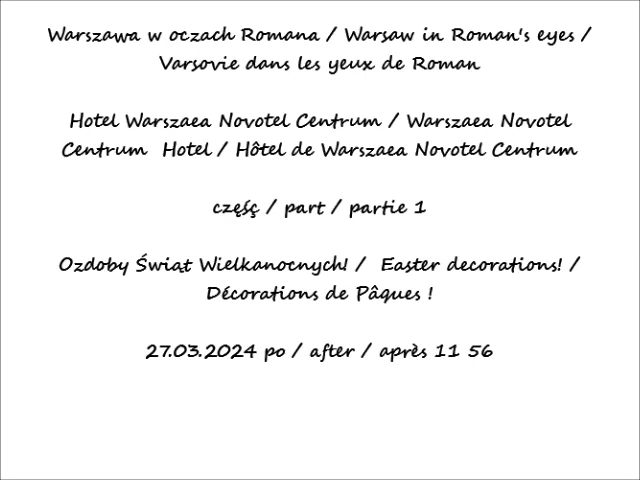 Warszawa w oczach Romana / Warsaw in Roman's eyes /
Varsovie dans les yeux de Roman
Hotel Warszaea Novotel Centrum / Warszaea Novotel
Centrum Hotel / Hôtel de Warszaea Novotel Centrum
częśç / part / partie 1
Ozdoby Świąt Wielkanocnych! / Easter decorations! /
Décorations de Pâques !
27.03.2024 po / after / après 11 56